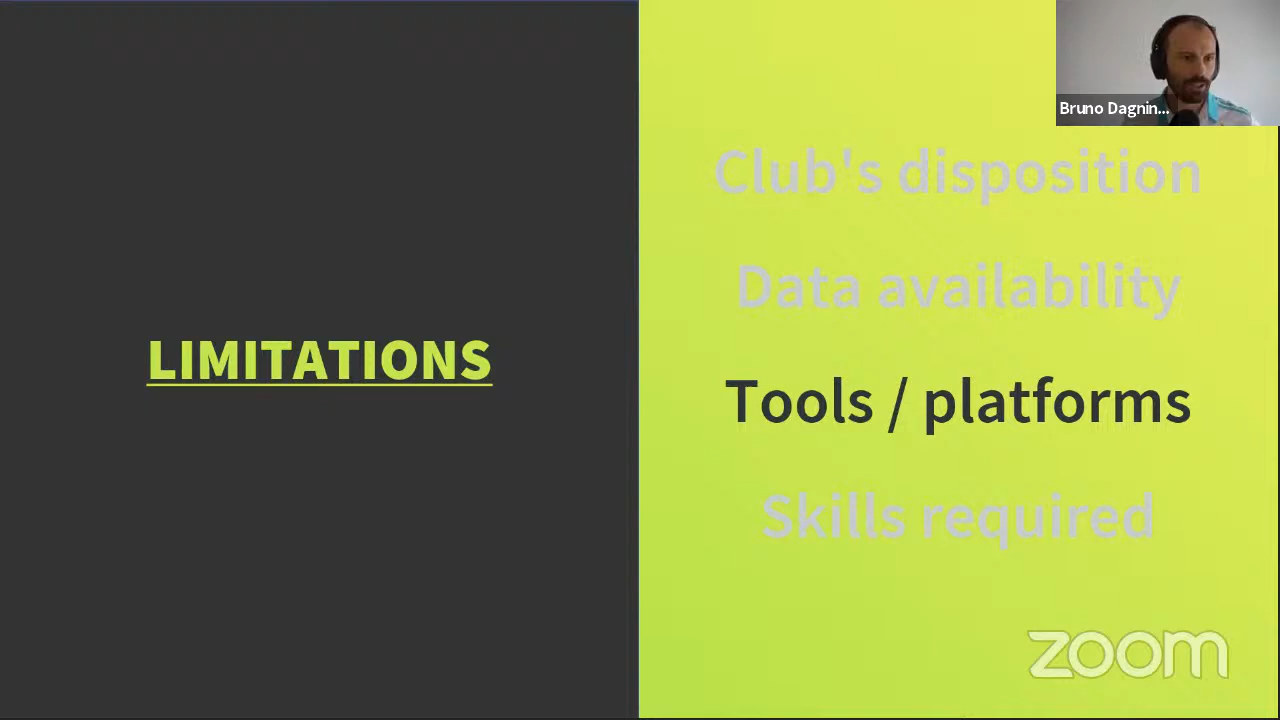 LIMITATIONS
Bruno Dagnin...
Club's disposition
Data availability
Tools / platforms
Skills required
zoom